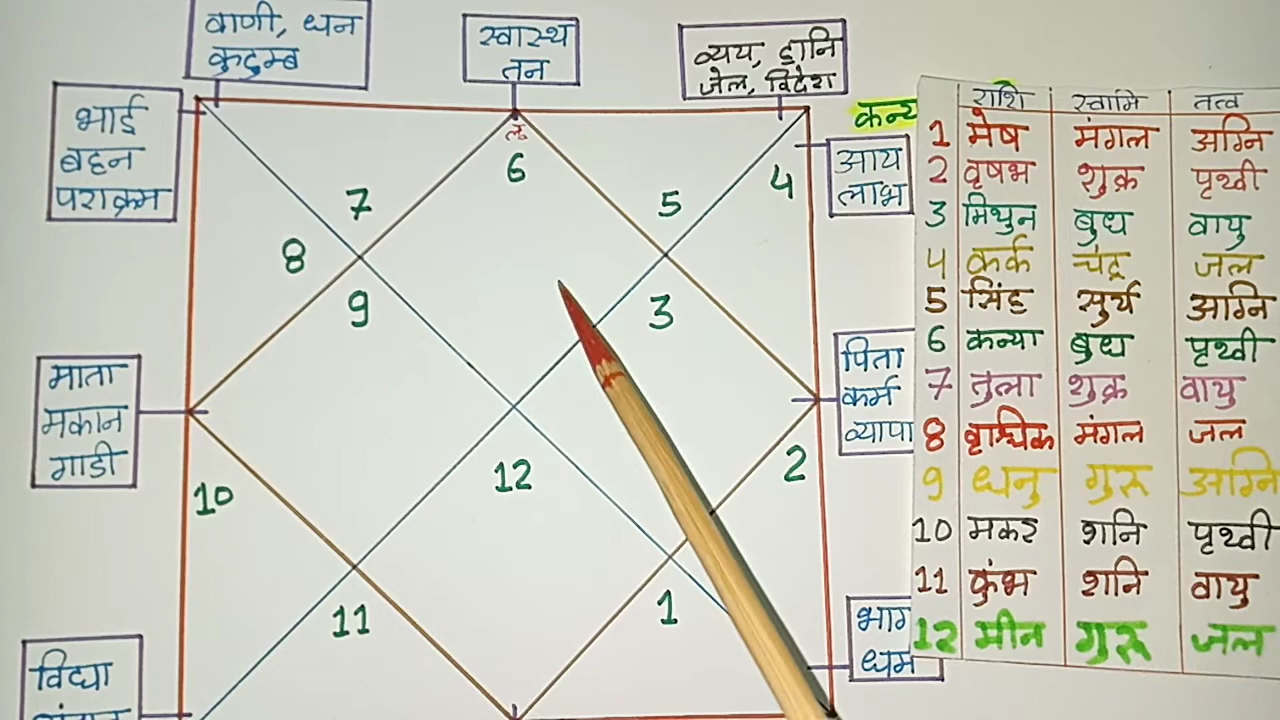 वाणी, धन
कुटुम्ब
स्वास्थ
तन
व्यय, हानि
जेल, विदेश
भाई
बहन
पराक्रम
आय
लाभ
माता
मकान
गाडी
पिता
कर्म
व्यापा
विद्या
भाग
धम
कन्य
ल
6
7
5
4
8
9
3
10
12
2
11
1
राशि स्वामि तत्व
1 मेष मंगल अग्नि
2 वृषभ शुक्र पृथ्वी
3 मिथुन बुध वायु
4 कर्क चंद्र जल
5 सिंह सुर्य अग्नि
6 कन्या बुध पृथ्वी
7 तुला शुक्र वायु
8 वृश्चिक मंगल जल
9 धनु गुरू अग्नि
10 मकर शनि पृथ्वी
11 कुंभ शनि वायु
12 मीन गुरू जल